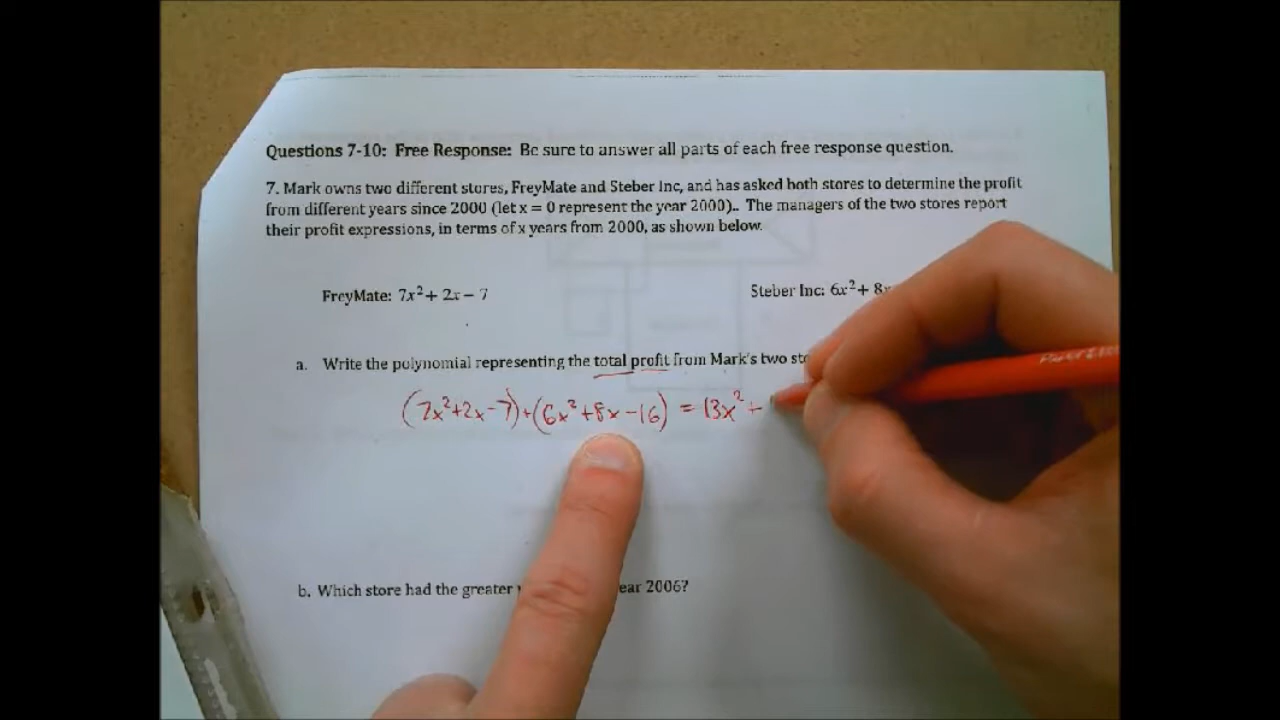 Questions 7-10: Free Response: Be sure to answer all parts of each free response question.
7. Mark owns two different stores, FreyMate and Steber Inc, and has asked both stores to determine the profit
from different years since 2000 (let x = 0 represent the year 2000).. The managers of the two stores report
their profit expressions, in terms of x years from 2000, as shown below.
FreyMate: 7x² + 2x – 7 Steber Inc: 6x² + 8x
a. Write the polynomial representing the total profit from Mark's two
(7x²+2x-7)+(6x²+8x-16) = 13x² +
b. Which store had the greater 2006?